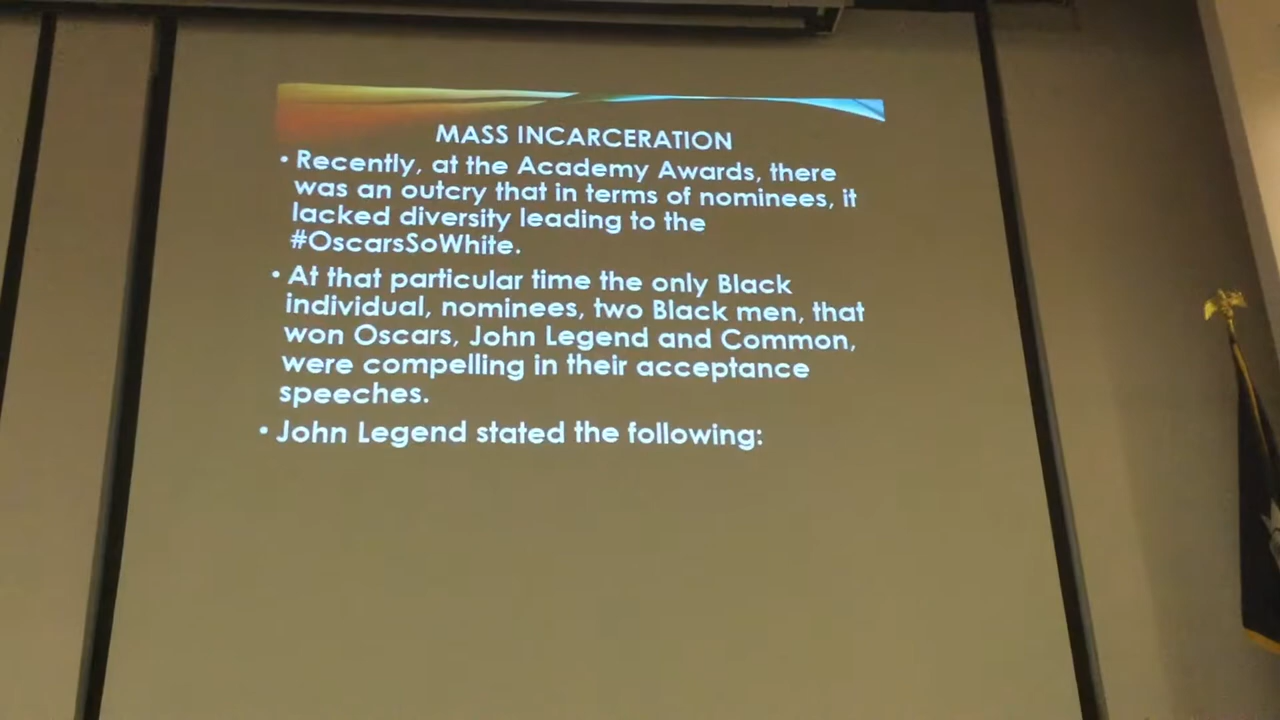 MASS INCARCERATION
• Recently, at the Academy Awards, there
was an outcry that in terms of nominees, it
lacked diversity leading to the
#OscarsSoWhite.
• At that particular time the only Black
individual, nominees, two Black men, that
won Oscars, John Legend and Common,
were compelling in their acceptance
speeches.
• John Legend stated the following: